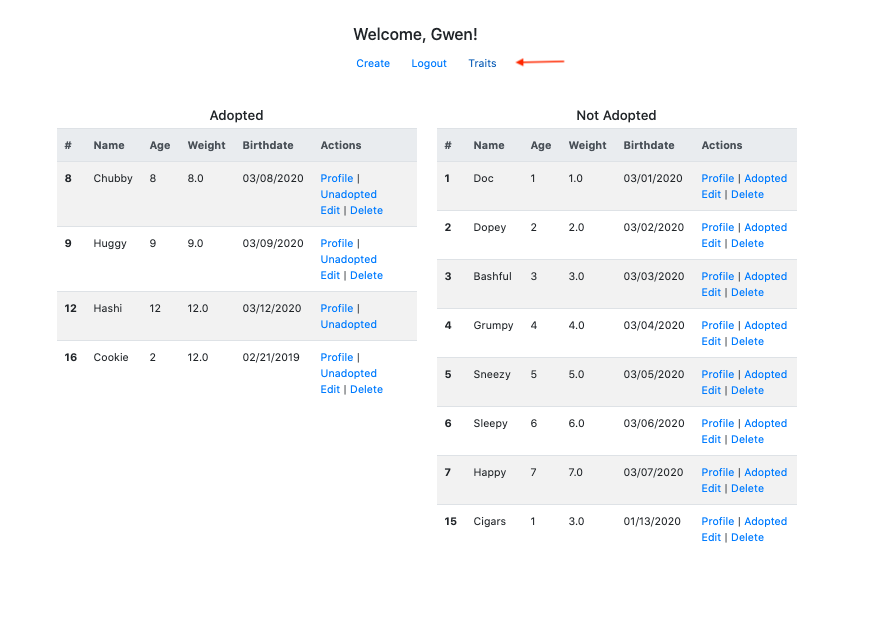 Welcome, Gwen!
Create Logout Traits
Adopted
# Name Age Weight Birthdate Actions
8 Chubby 8 8.0 03/08/2020 Profile |
Unadopted
Edit | Delete
9 Huggy 9 9.0 03/09/2020 Profile |
Unadopted
Edit | Delete
12 Hashi 12 12.0 03/12/2020 Profile |
Unadopted
16 Cookie 2 12.0 02/21/2019 Profile |
Unadopted
Edit | Delete
Not Adopted
# Name Age Weight Birthdate Actions
1 Doc 1 1.0 03/01/2020 Profile | Adopted
Edit | Delete
2 Dopey 2 2.0 03/02/2020 Profile | Adopted
Edit | Delete
3 Bashful 3 3.0 03/03/2020 Profile | Adopted
Edit | Delete
4 Grumpy 4 4.0 03/04/2020 Profile | Adopted
Edit | Delete
5 Sneezy 5 5.0 03/05/2020 Profile | Adopted
Edit | Delete
6 Sleepy 6 6.0 03/06/2020 Profile | Adopted
Edit | Delete
7 Happy 7 7.0 03/07/2020 Profile | Adopted
Edit | Delete
15 Cigars 1 3.0 01/13/2020 Profile | Adopted
Edit | Delete